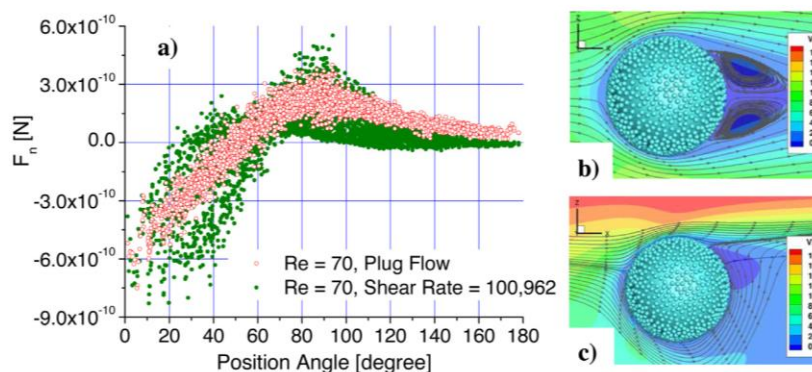 a)
6.0x10⁻¹⁰
3.0x10⁻¹⁰
0.0
-3.0x10⁻¹⁰
-6.0x10⁻¹⁰
-9.0x10⁻¹⁰
Fₙ [N]
Re = 70, Plug Flow
Re = 70, Shear Rate = 100,962
0 20 40 60 80 100 120 140 160 180
Position Angle [degree]
z
x
b)
z
x
c)